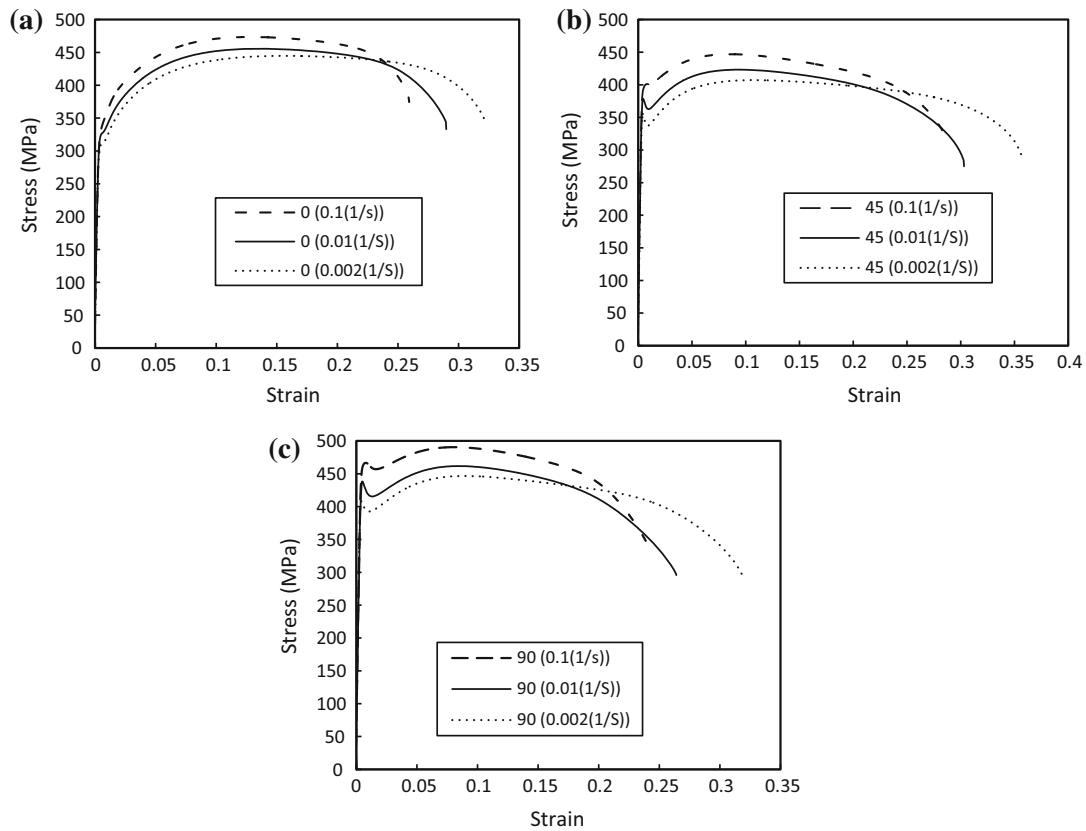 (a)
500
450
400
350
300
250
200
150
100
50
0
Stress (MPa)
0 (0.1(1/s))
0 (0.01(1/S))
0 (0.002(1/S))
0 0.05 0.1 0.15 0.2 0.25 0.3 0.35
Strain
(b)
500
450
400
350
300
250
200
150
100
50
0
Stress (MPa)
45 (0.1(1/s))
45 (0.01(1/S))
45 (0.002(1/S))
0 0.05 0.1 0.15 0.2 0.25 0.3 0.35 0.4
Strain
(c)
500
450
400
350
300
250
200
150
100
50
0
Stress (MPa)
90 (0.1(1/s))
90 (0.01(1/S))
90 (0.002(1/S))
0 0.05 0.1 0.15 0.2 0.25 0.3 0.35
Strain